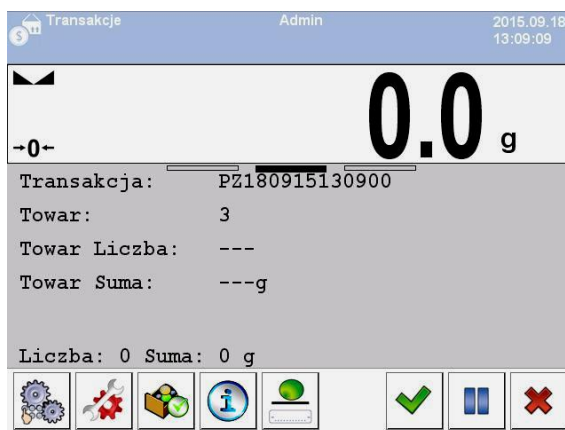 Transakcje Admin 2015.09.18
13:09:09
0.0 g
→0←
Transakcja: PZ180915130900
Towar: 3
Towar Liczba: ---
Towar Suma: ---g
Liczba: 0 Suma: 0 g